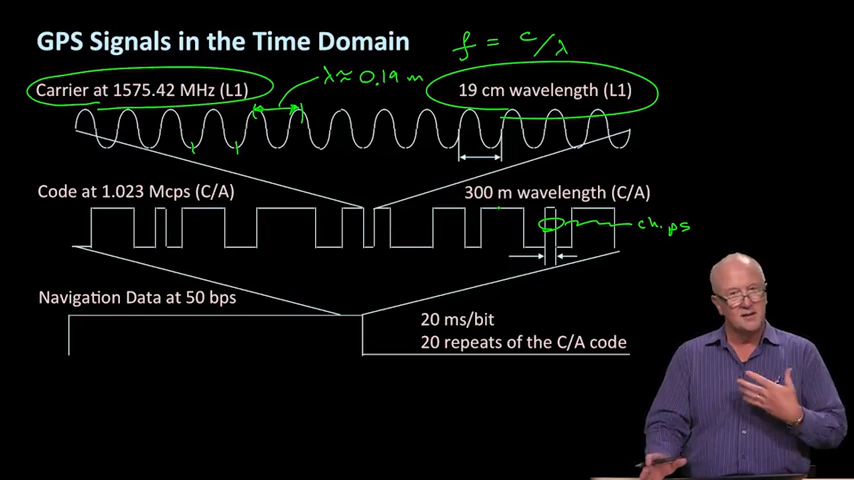 GPS Signals in the Time Domain
f = c/λ
λ ≈ 0.19 m
Carrier at 1575.42 MHz (L1)
19 cm wavelength (L1)
Code at 1.023 Mcps (C/A)
300 m wavelength (C/A)
chips
Navigation Data at 50 bps
20 ms/bit
20 repeats of the C/A code